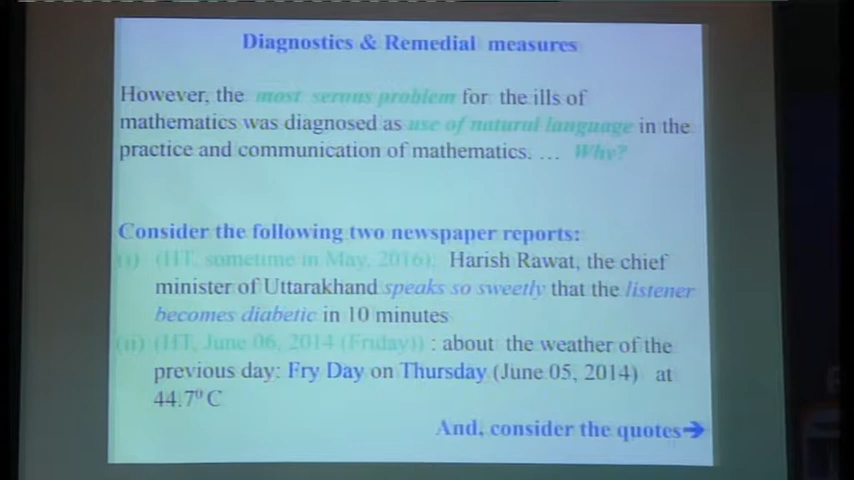 Diagnostics & Remedial measures
However, the most serous problem for the ills of
mathematics was diagnosed as use of natural language in the
practice and communication of mathematics. … Why?
Consider the following two newspaper reports:
(i) (HT, sometime in May, 2016): Harish Rawat, the chief
minister of Uttarakhand speaks so sweetly that the listener
becomes diabetic in 10 minutes
(ii) (HT, June 06, 2014 (Friday)) : about the weather of the
previous day: Fry Day on Thursday (June 05, 2014) at
44.7⁰ C
And, consider the quotes→